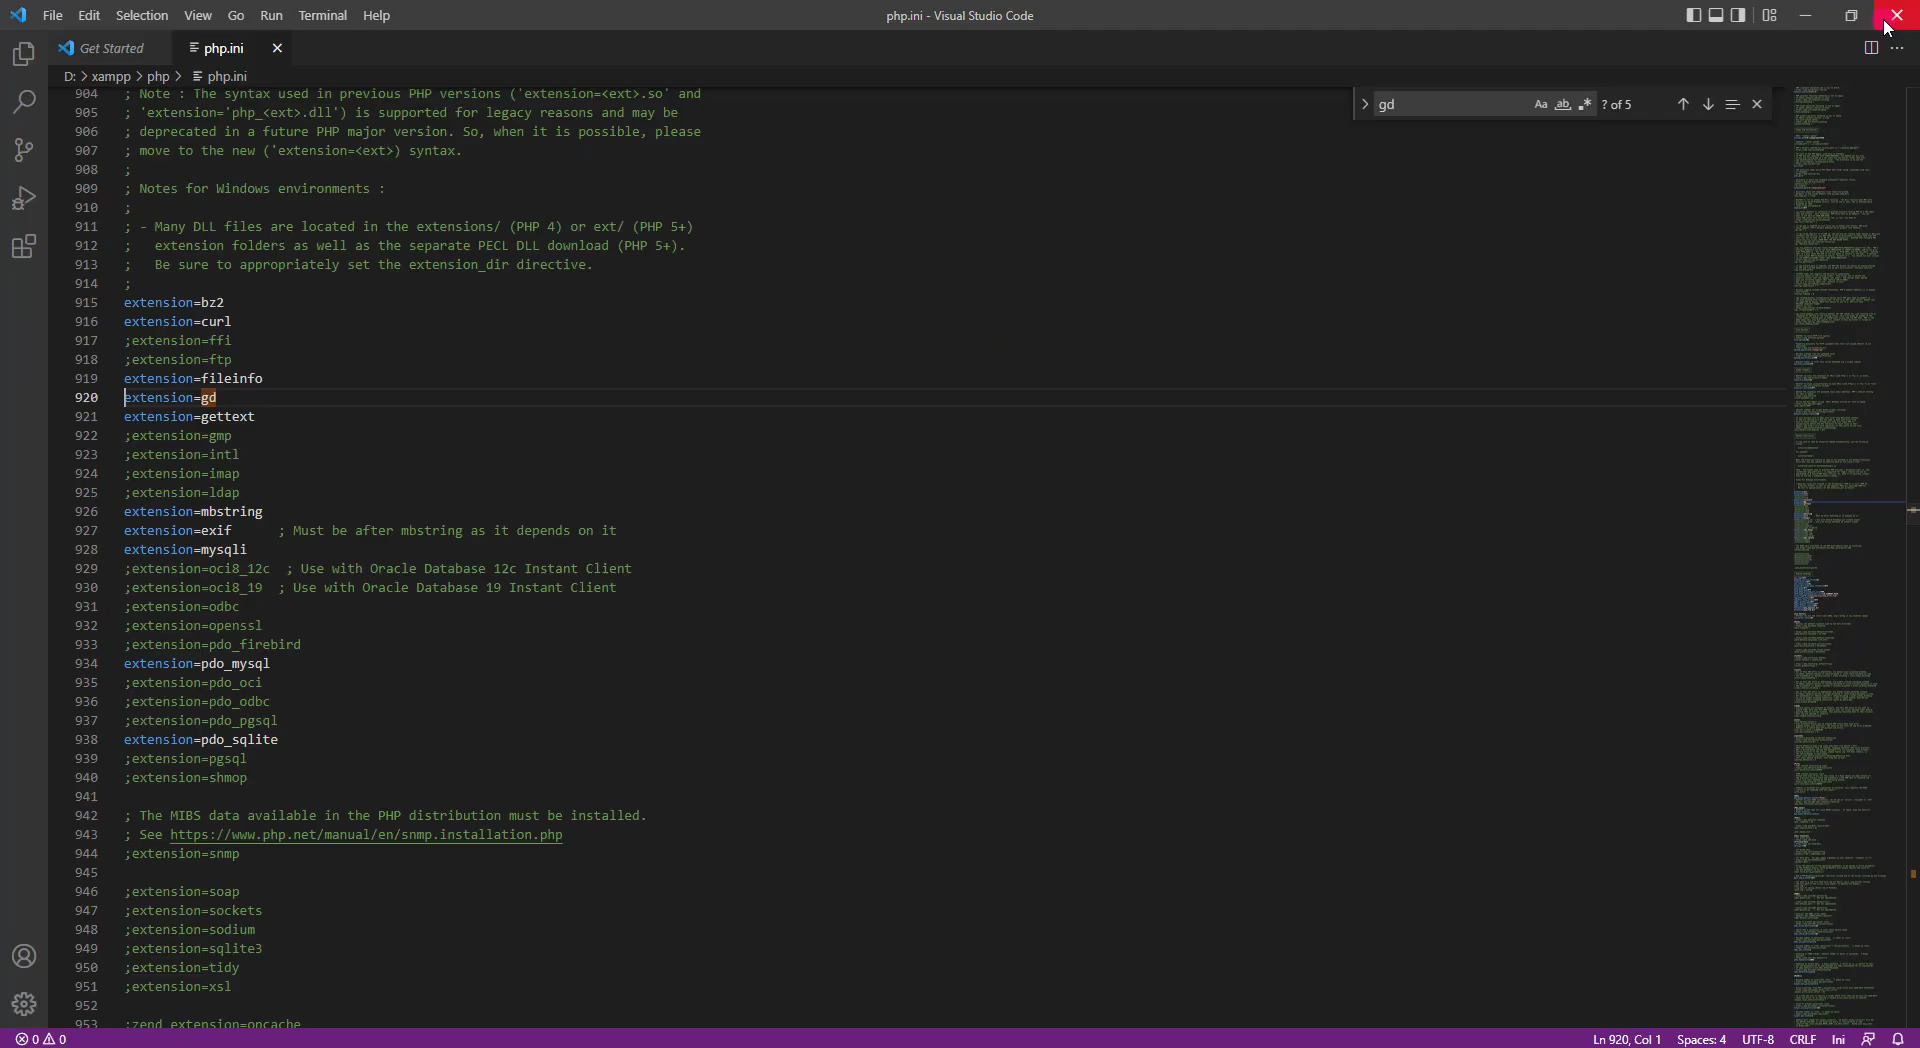 File Edit Selection View Go Run Terminal Help
php.ini - Visual Studio Code
Get Started
php.ini
D: > xampp > php > php.ini
gd
Aa ab ? of 5
904 ; Note : The syntax used in previous PHP versions ('extension=<ext>.so' and
905 ; 'extension='php_<ext>.dll') is supported for legacy reasons and may be
906 ; deprecated in a future PHP major version. So, when it is possible, please
907 ; move to the new ('extension=<ext>) syntax.
908 ;
909 ; Notes for Windows environments :
910 ;
911 ; - Many DLL files are located in the extensions/ (PHP 4) or ext/ (PHP 5+)
912 ;   extension folders as well as the separate PECL DLL download (PHP 5+).
913 ;   Be sure to appropriately set the extension_dir directive.
914 ;
915 extension=bz2
916 extension=curl
917 ;extension=ffi
918 ;extension=ftp
919 extension=fileinfo
920 extension=gd
921 extension=gettext
922 ;extension=gmp
923 ;extension=intl
924 ;extension=imap
925 ;extension=ldap
926 extension=mbstring
927 extension=exif      ; Must be after mbstring as it depends on it
928 extension=mysqli
929 ;extension=oci8_12c  ; Use with Oracle Database 12c Instant Client
930 ;extension=oci8_19  ; Use with Oracle Database 19 Instant Client
931 ;extension=odbc
932 ;extension=openssl
933 ;extension=pdo_firebird
934 extension=pdo_mysql
935 ;extension=pdo_oci
936 ;extension=pdo_odbc
937 ;extension=pdo_pgsql
938 extension=pdo_sqlite
939 ;extension=pgsql
940 ;extension=shmop
941
942 ; The MIBS data available in the PHP distribution must be installed.
943 ; See https://www.php.net/manual/en/snmp.installation.php
944 ;extension=snmp
945
946 ;extension=soap
947 ;extension=sockets
948 ;extension=sodium
949 ;extension=sqlite3
950 ;extension=tidy
951 ;extension=xsl
952
953 ;zend_extension=opcache
0 0
Ln 920, Col 1 Spaces: 4 UTF-8 CRLF Ini